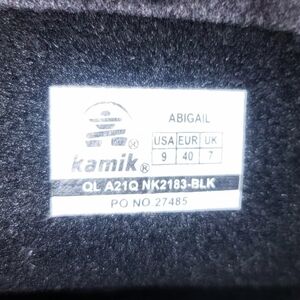 ABIGAIL
USA EUR UK
9 40 7
kamik®
QL A21Q NK2183-BLK
PO NO.27485